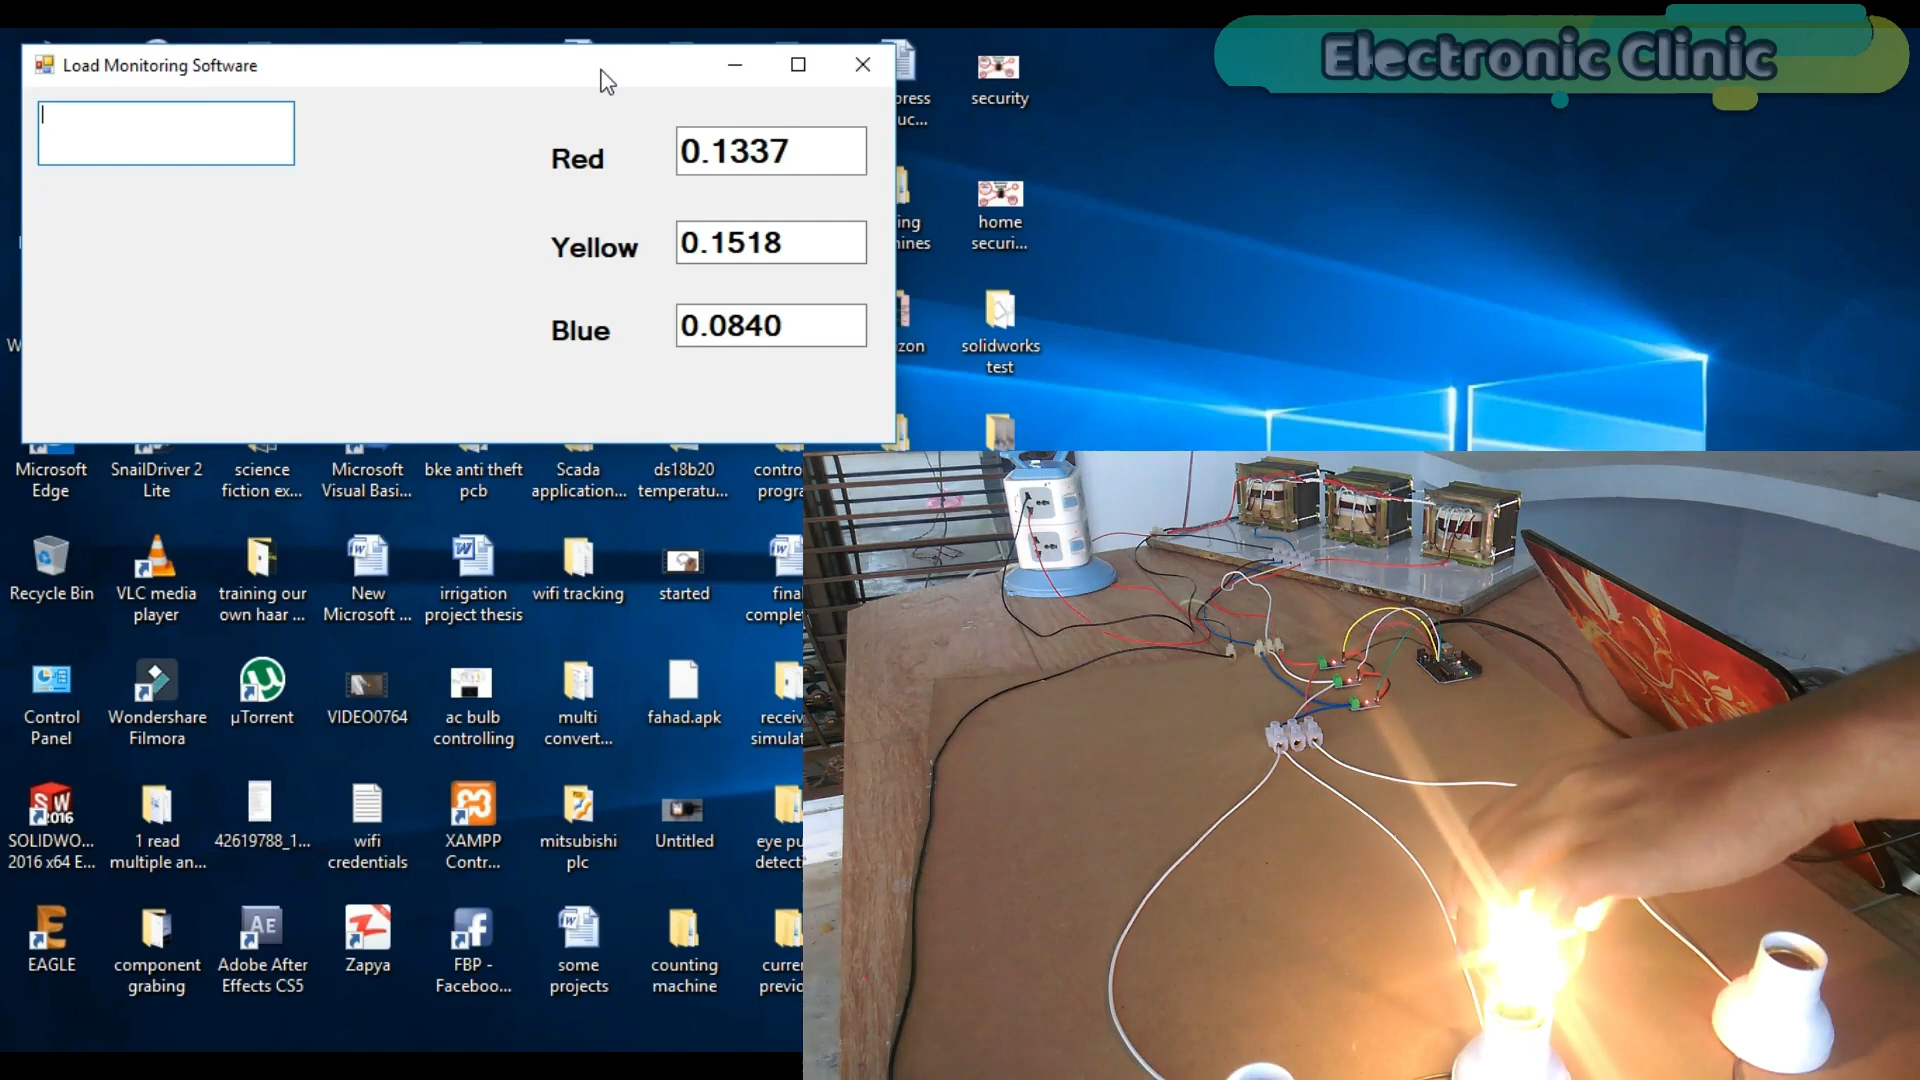 Electronic Clinic
Load Monitoring Software
Red
0.1337
Yellow
0.1518
Blue
0.0840
security
home
securi...
solidworks
test
Microsoft
Edge
SnailDriver 2
Lite
science
fiction ex...
Microsoft
Visual Basi...
bke anti theft
pcb
Scada
application...
ds18b20
temperatu...
Recycle Bin
VLC media
player
training our
own haar ...
New
Microsoft ...
irrigation
project thesis
wifi tracking
started
Control
Panel
Wondershare
Filmora
µTorrent
VIDEO0764
ac bulb
controlling
multi
convert...
fahad.apk
SOLIDWO...
2016 x64 E...
1 read
multiple an...
42619788_1...
wifi
credentials
XAMPP
Contr...
mitsubishi
plc
Untitled
EAGLE
component
grabing
Adobe After
Effects CS5
Zapya
FBP -
Faceboo...
some
projects
counting
machine